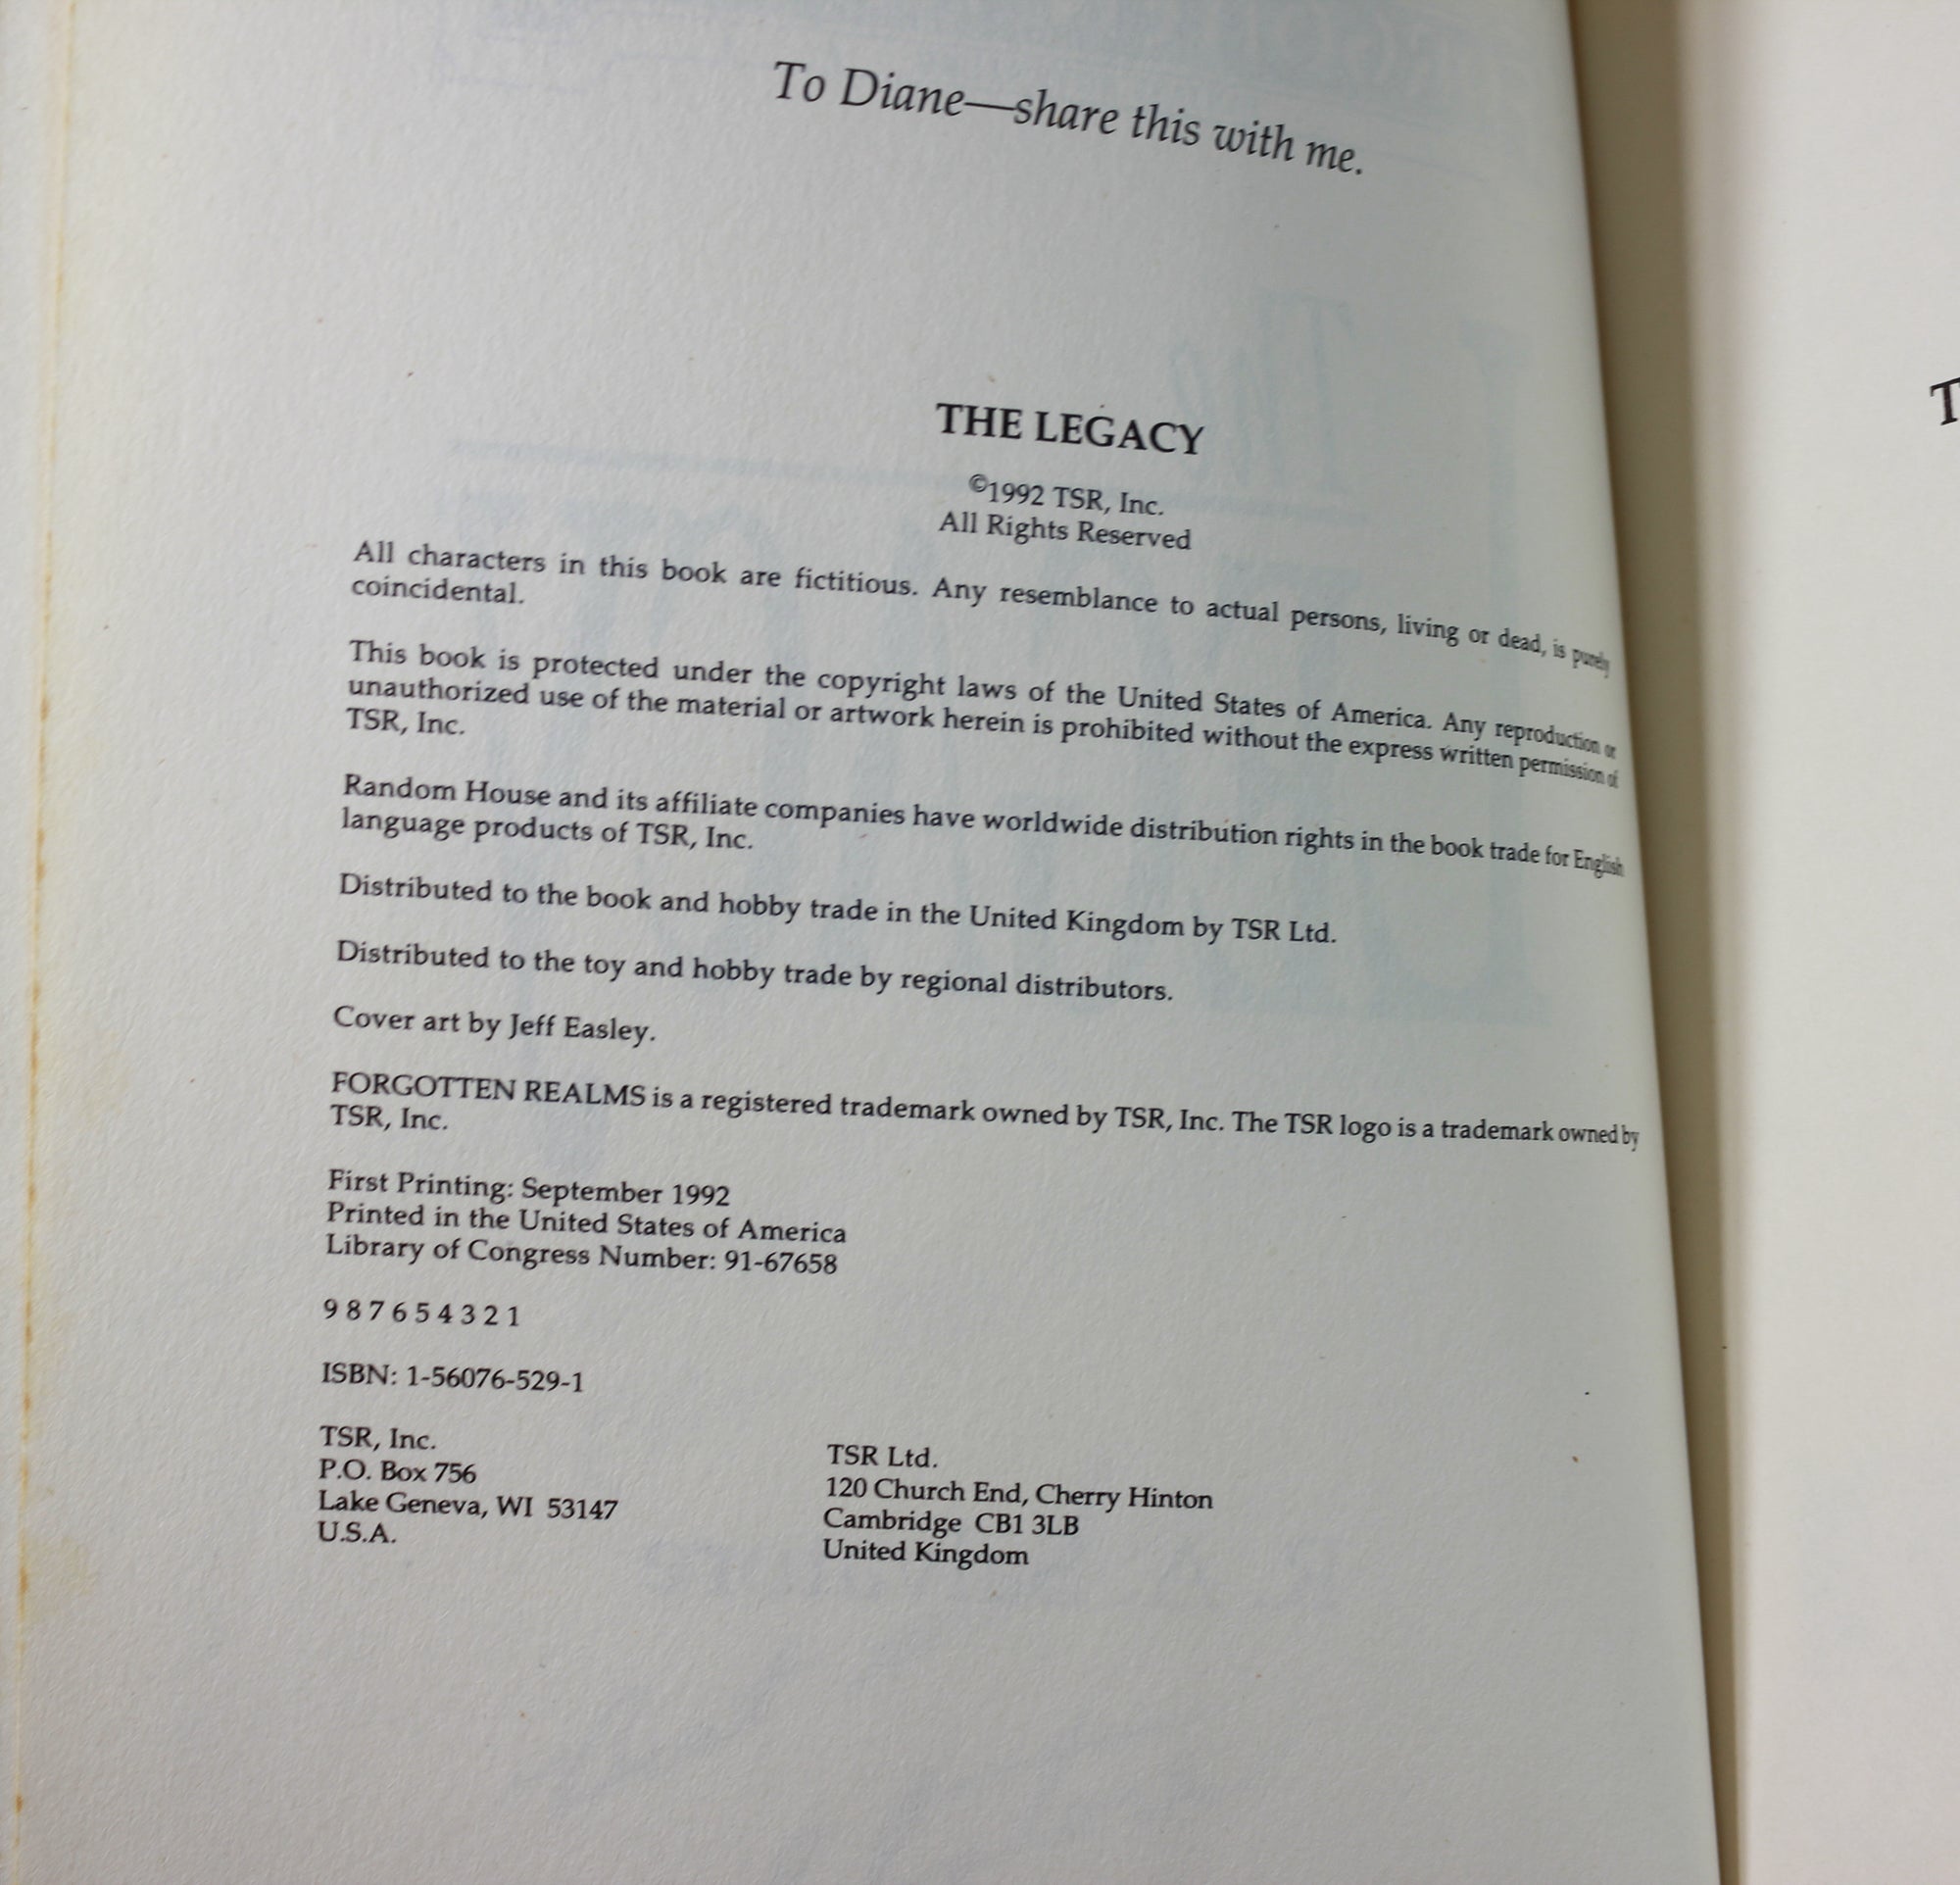 To Diane—share this with me.
THE LEGACY
©1992 TSR, Inc.
All Rights Reserved
All characters in this book are fictitious. Any resemblance to actual persons, living or dead, is purely
coincidental.
This book is protected under the copyright laws of the United States of America. Any reproduction or
unauthorized use of the material or artwork herein is prohibited without the express written permission of
TSR, Inc.
Random House and its affiliate companies have worldwide distribution rights in the book trade for English
language products of TSR, Inc.
Distributed to the book and hobby trade in the United Kingdom by TSR Ltd.
Distributed to the toy and hobby trade by regional distributors.
Cover art by Jeff Easley.
FORGOTTEN REALMS is a registered trademark owned by TSR, Inc. The TSR logo is a trademark owned by
TSR, Inc.
First Printing: September 1992
Printed in the United States of America
Library of Congress Number: 91-67658
9 8 7 6 5 4 3 2 1
ISBN: 1-56076-529-1
TSR, Inc.
P.O. Box 756
Lake Geneva, WI 53147
U.S.A.
TSR Ltd.
120 Church End, Cherry Hinton
Cambridge CB1 3LB
United Kingdom